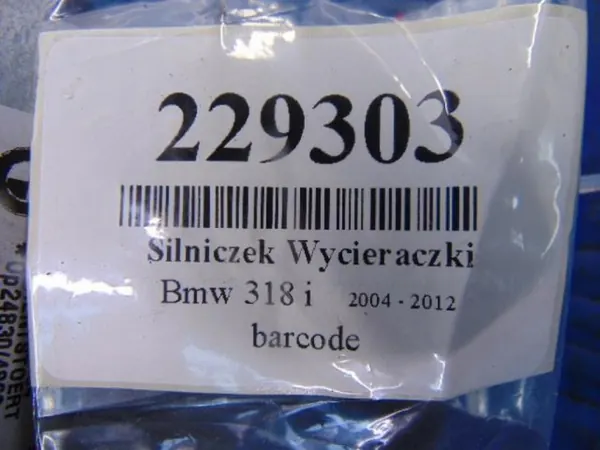 229303
Silniczek Wycieraczki
Bmw 318 i 2004 - 2012
barcode